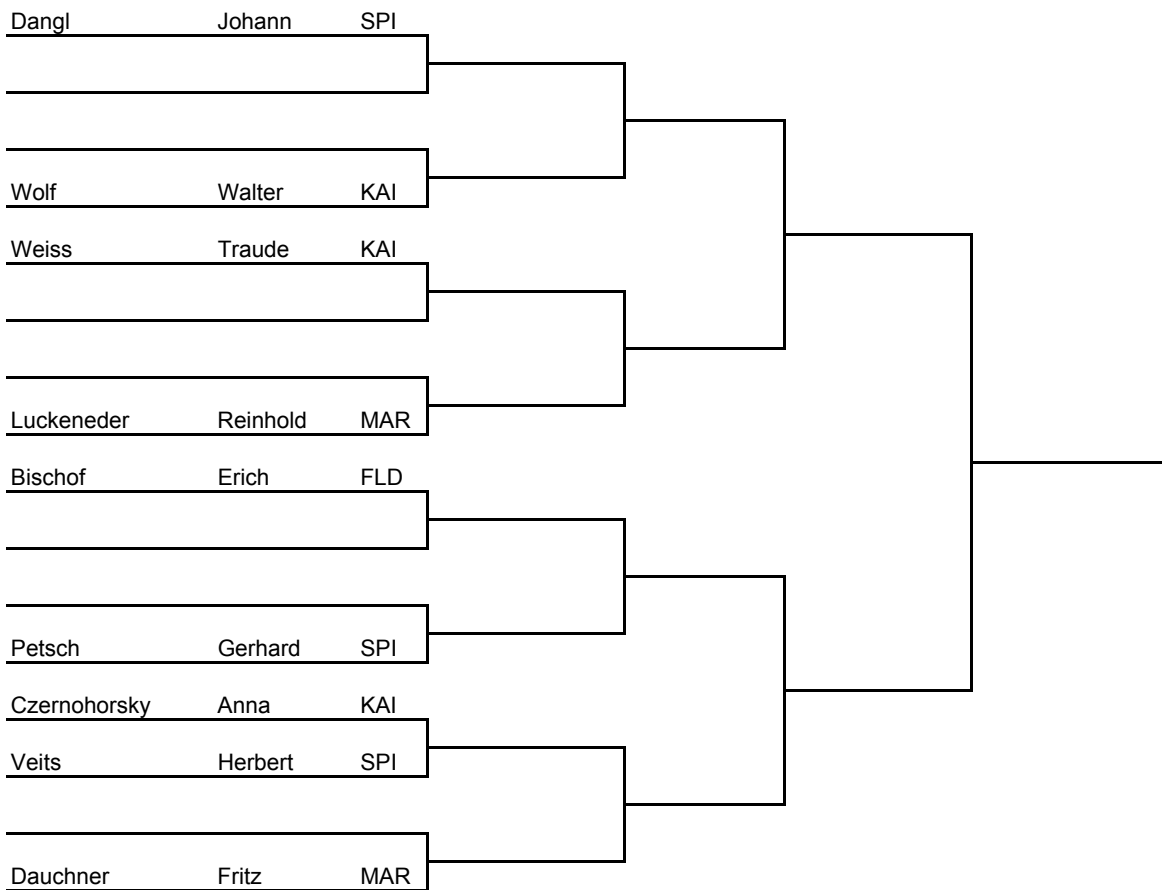 Dangl Johann SPI
Wolf Walter KAI
Weiss Traude KAI
Luckeneder Reinhold MAR
Bischof Erich FLD
Petsch Gerhard SPI
Czernohorsky Anna KAI
Veits Herbert SPI
Dauchner Fritz MAR